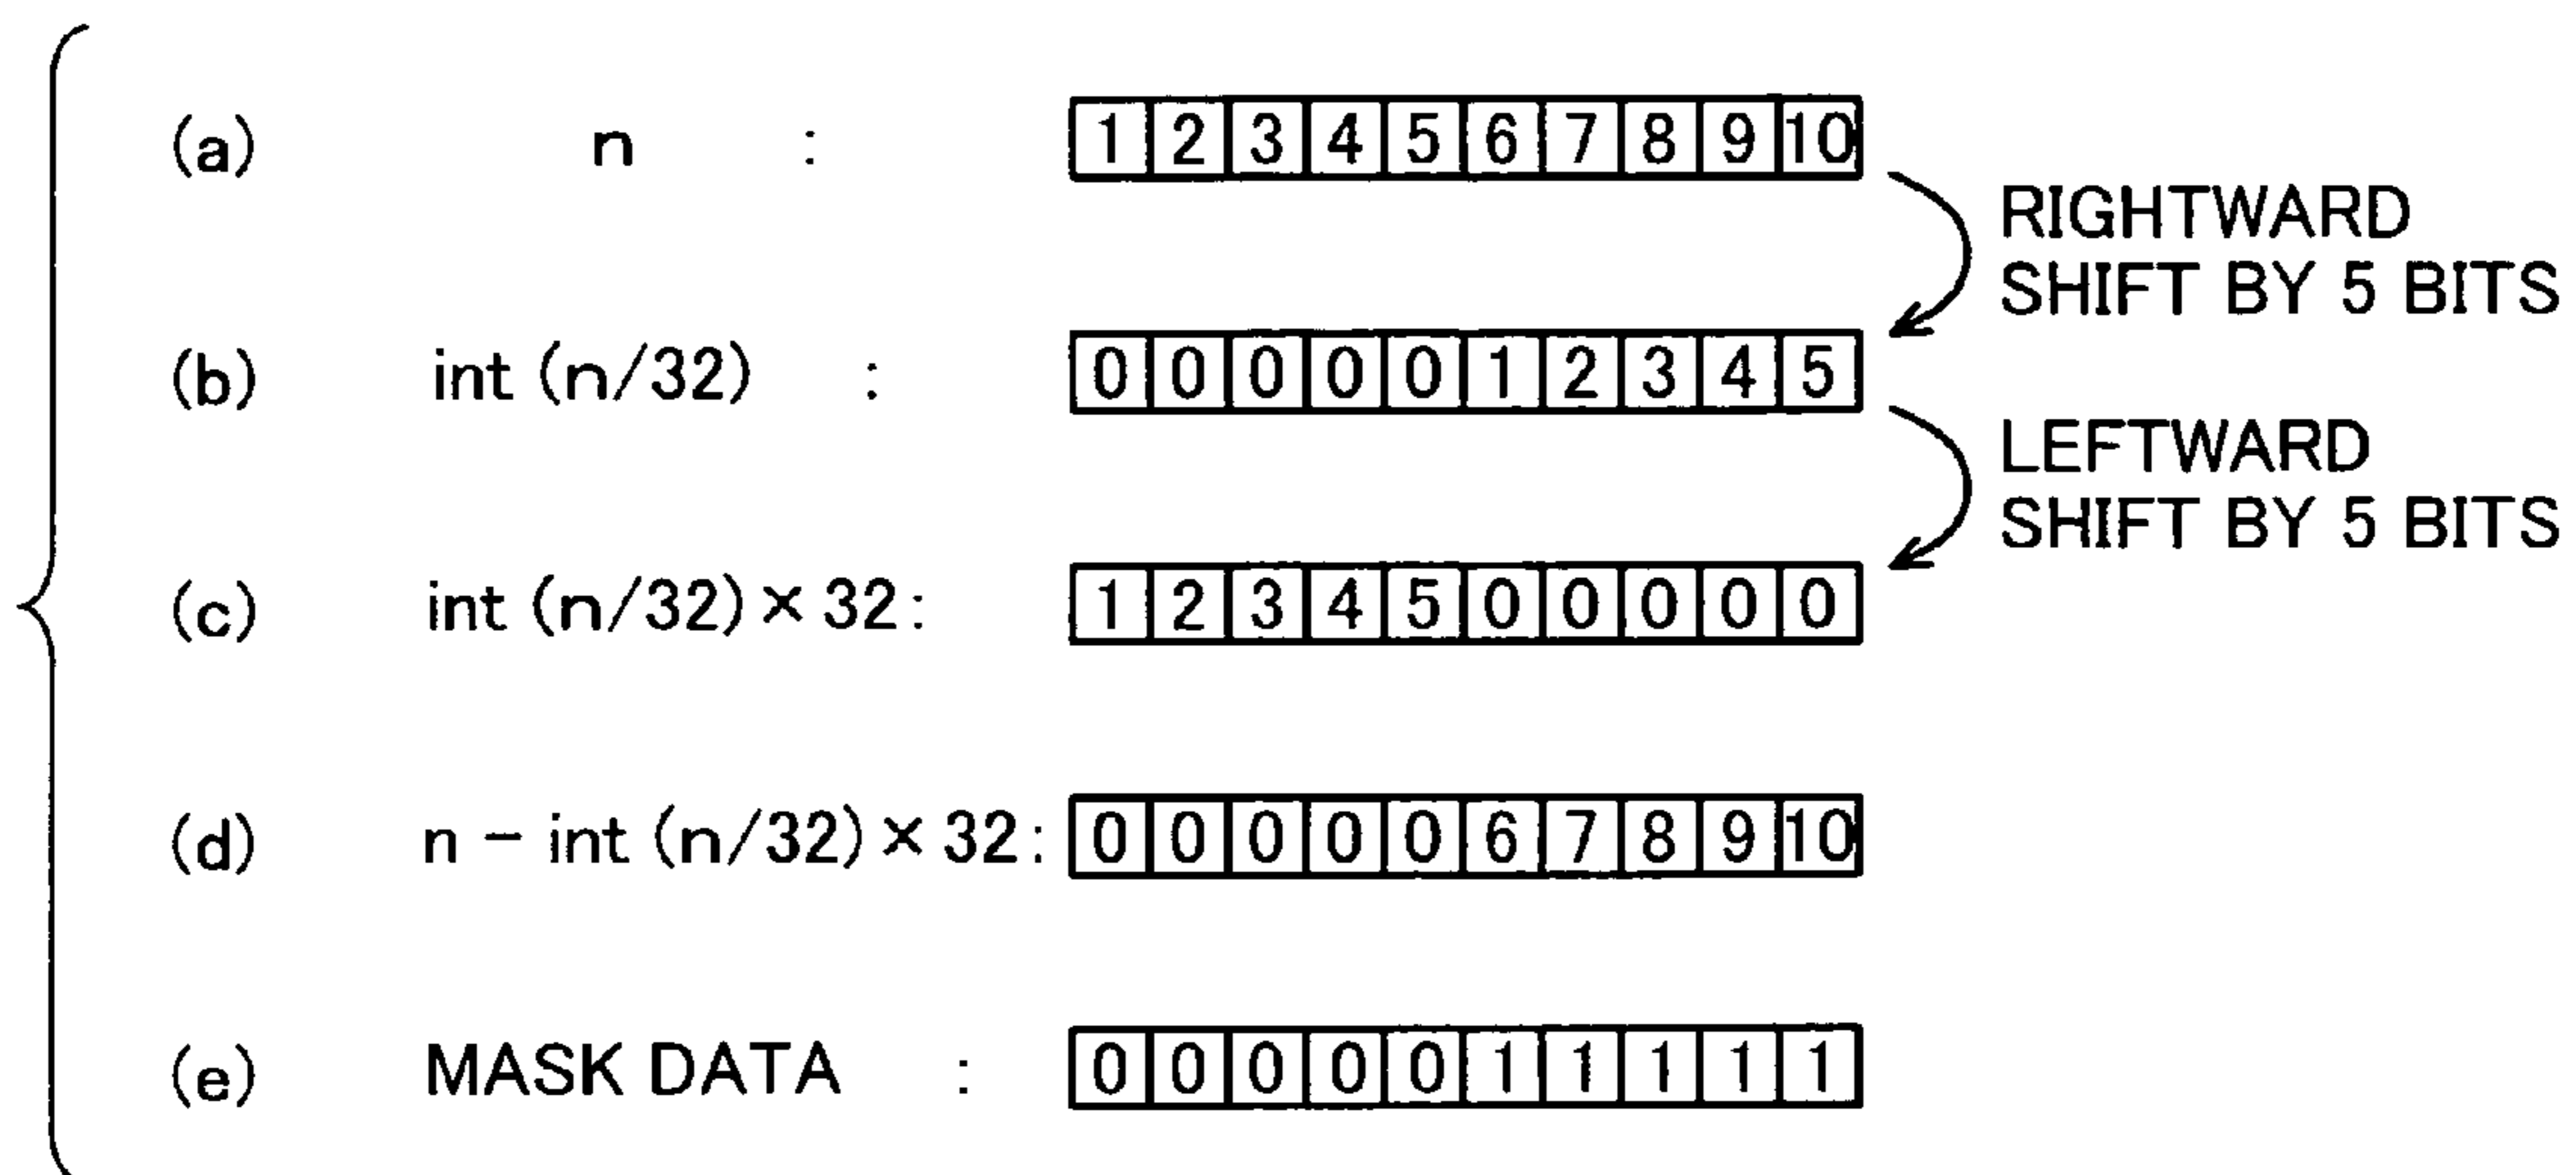 (a) n : 1 2 3 4 5 6 7 8 9 10
RIGHTWARD
SHIFT BY 5 BITS
(b) int (n/32) : 0 0 0 0 0 1 2 3 4 5
LEFTWARD
SHIFT BY 5 BITS
(c) int (n/32) × 32: 1 2 3 4 5 0 0 0 0 0
(d) n − int (n/32) × 32: 0 0 0 0 0 6 7 8 9 10
(e) MASK DATA : 0 0 0 0 0 1 1 1 1 1